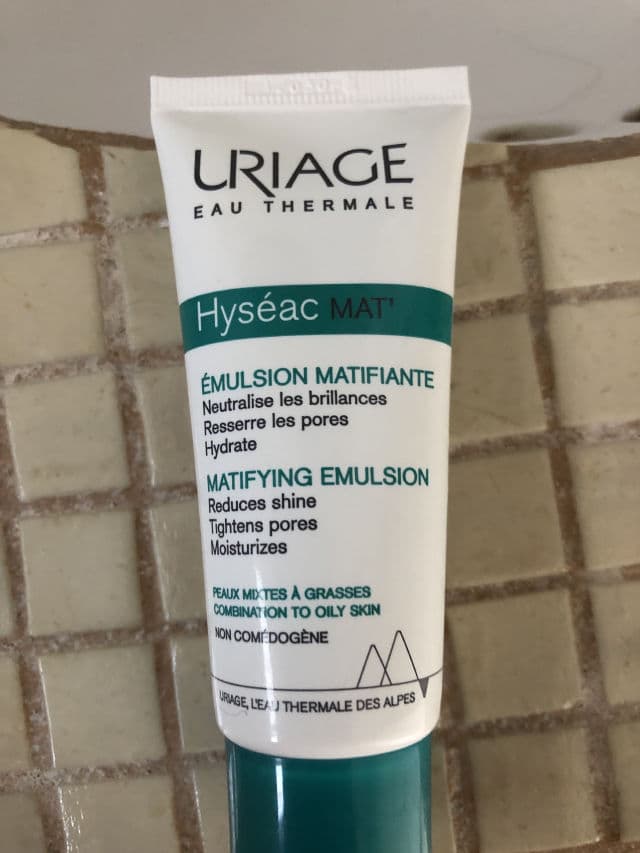 URIAGE
EAU THERMALE
Hyséac MAT'
ÉMULSION MATIFIANTE
Neutralise les brillances
Resserre les pores
Hydrate
MATIFYING EMULSION
Reduces shine
Tightens pores
Moisturizes
PEAUX MIXTES À GRASSES
COMBINATION TO OILY SKIN
NON COMÉDOGÈNE
URIAGE, L'EAU THERMALE DES ALPES